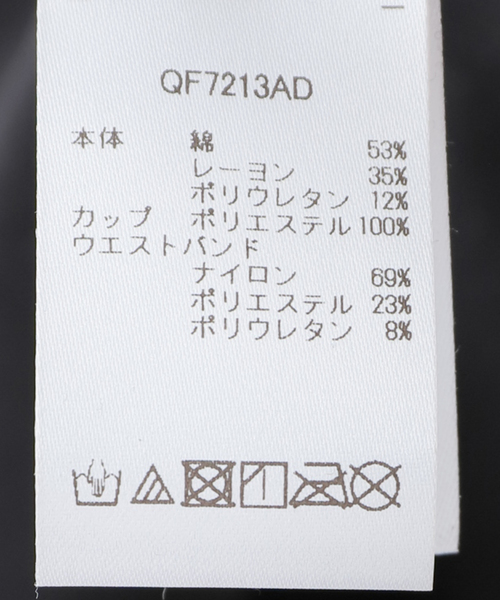 QF7213AD
本体 綿 53%
レーヨン 35%
ポリウレタン 12%
カップ ポリエステル 100%
ウエストバンド
ナイロン 69%
ポリエステル 23%
ポリウレタン 8%